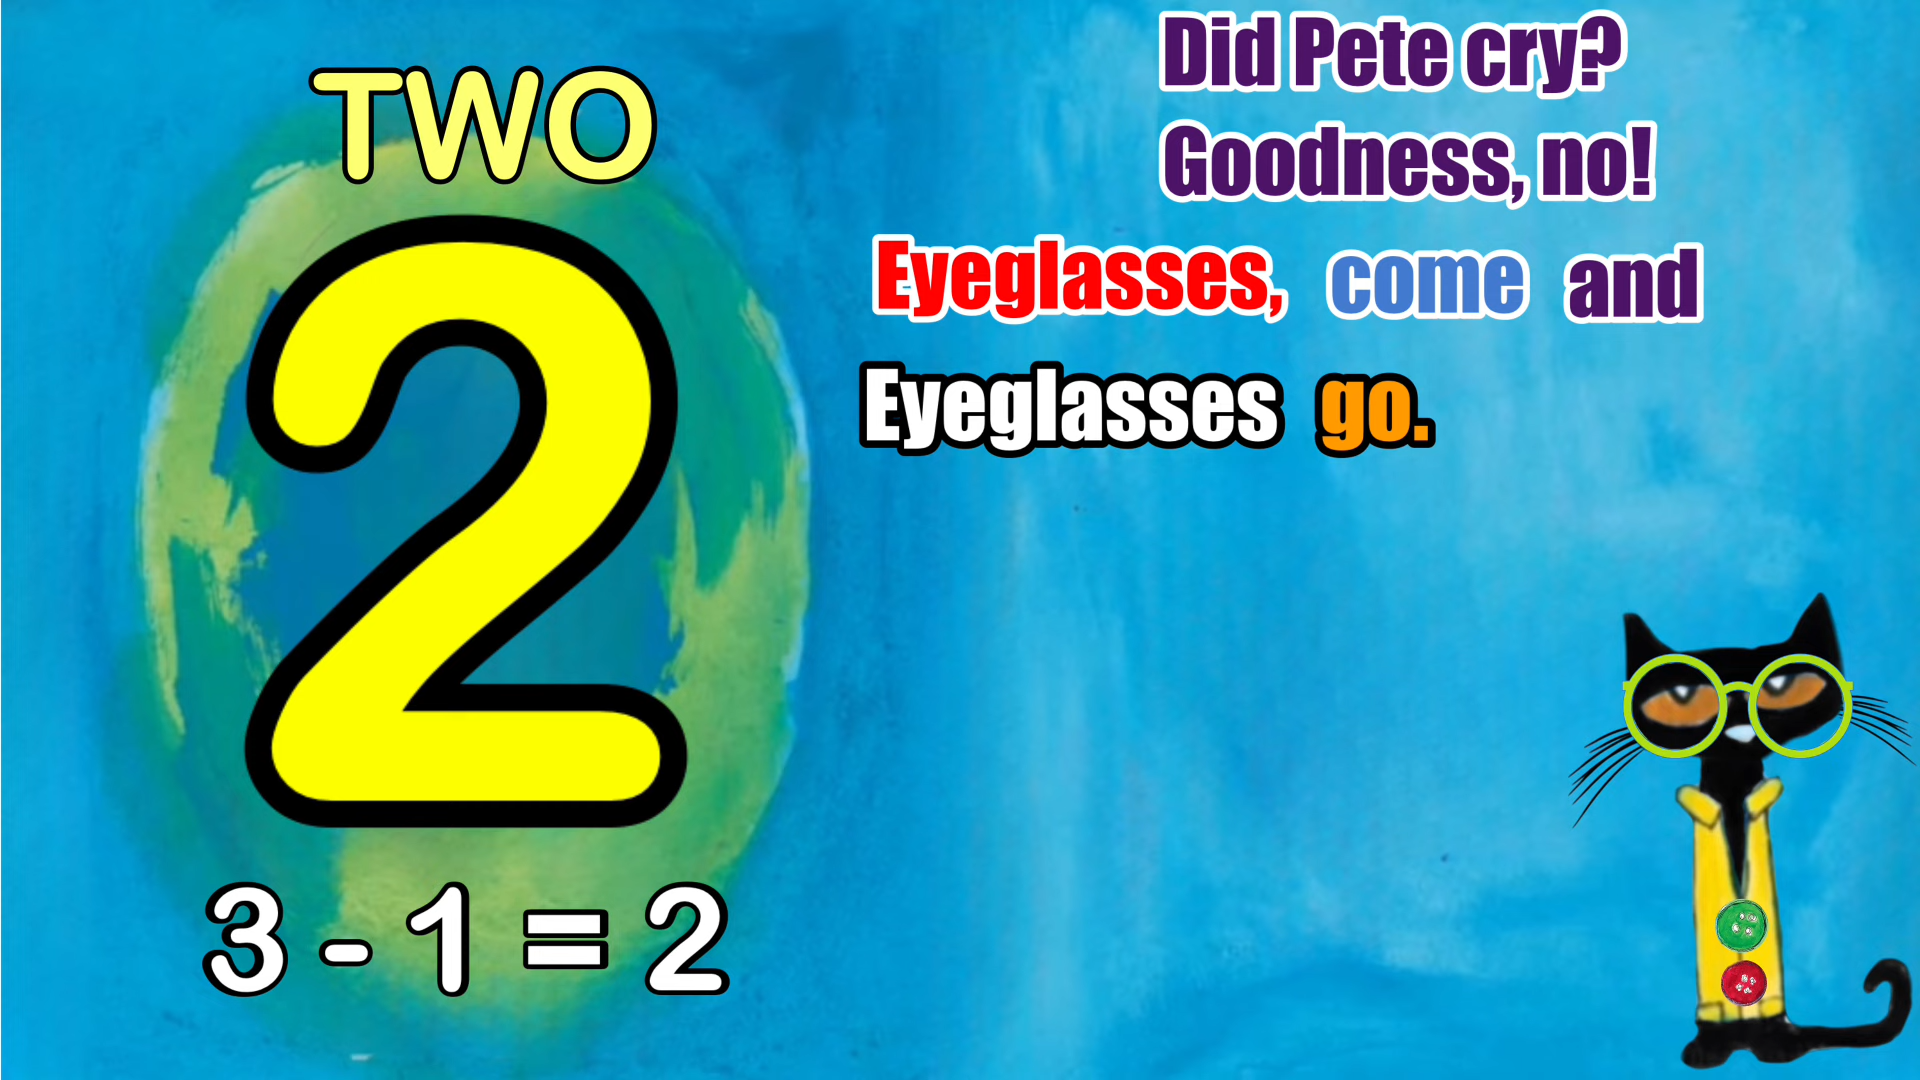 TWO
2
3 - 1 = 2
Did Pete cry?
Goodness, no!
Eyeglasses, come and
Eyeglasses go.